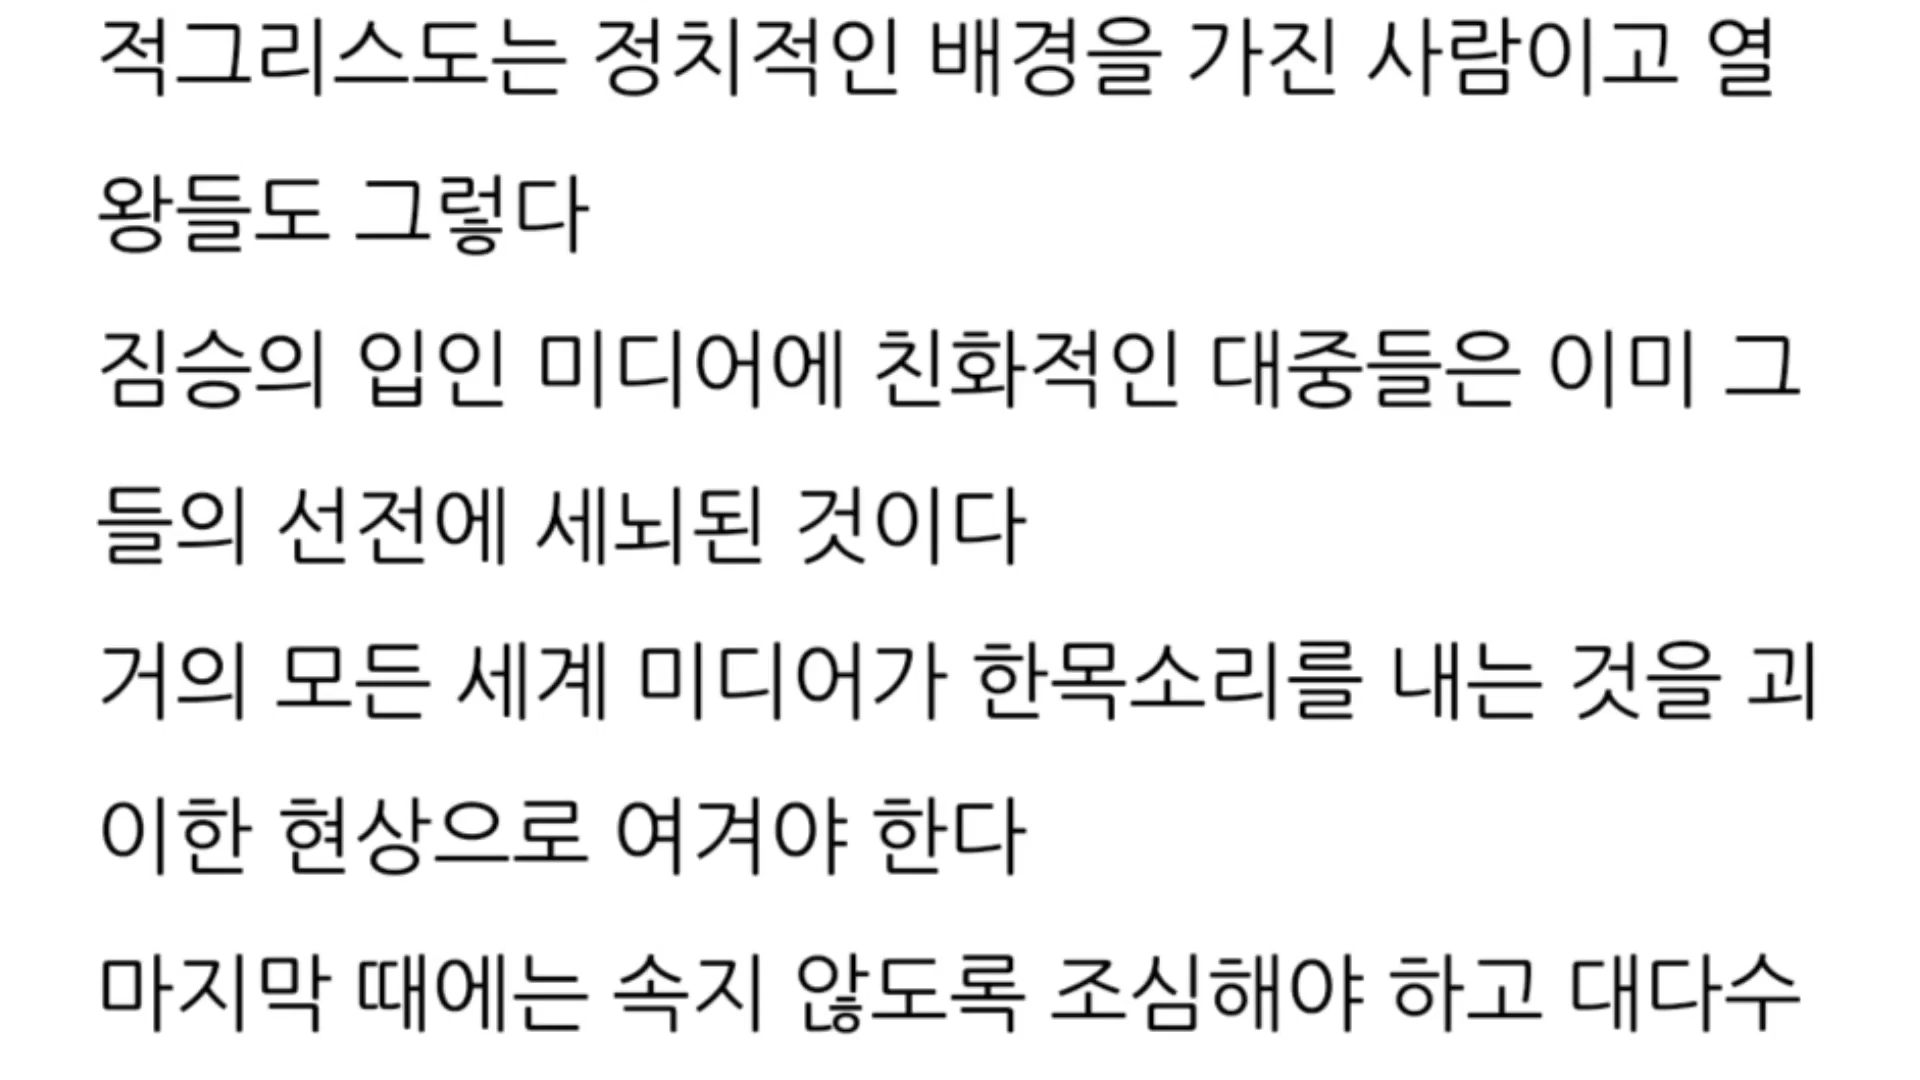 적그리스도는 정치적인 배경을 가진 사람이고 열
왕들도 그렇다
짐승의 입인 미디어에 친화적인 대중들은 이미 그
들의 선전에 세뇌된 것이다
거의 모든 세계 미디어가 한목소리를 내는 것을 괴
이한 현상으로 여겨야 한다
마지막 때에는 속지 않도록 조심해야 하고 대다수